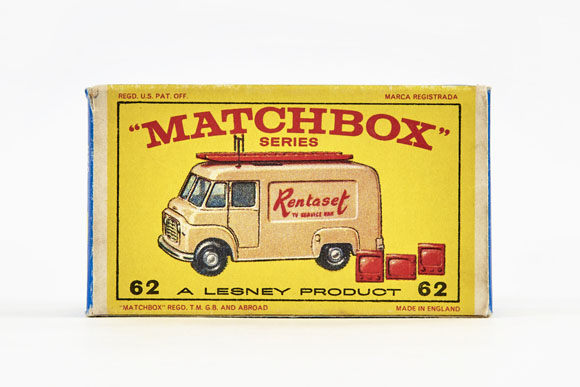 REGD. U.S. PAT. OFF. MARCA REGISTRADA
"MATCHBOX"
SERIES
Rentaset
TV SERVICE VAN
62 A LESNEY PRODUCT 62
"MATCHBOX" REGD. T.M. G.B. AND ABROAD MADE IN ENGLAND